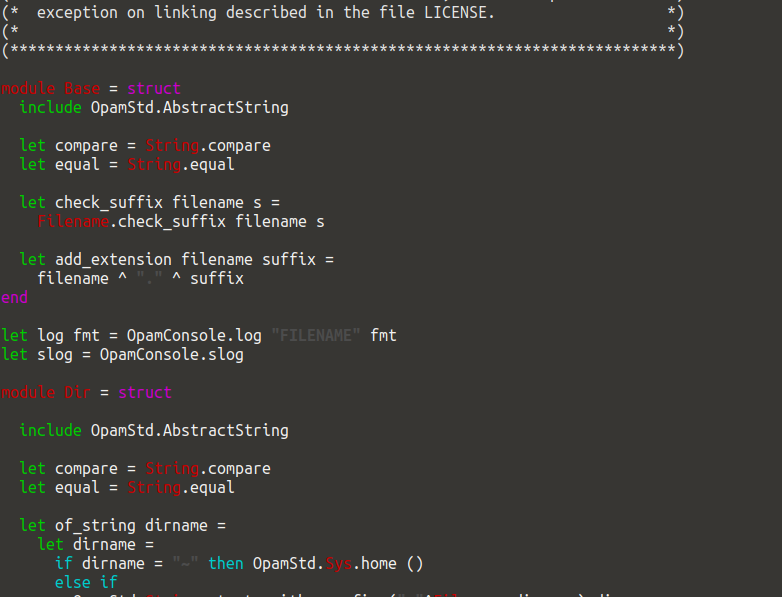 (*  exception on linking described in the file LICENSE.                   *)
(*                                                                        *)
(**************************************************************************)

module Base = struct
  include OpamStd.AbstractString

  let compare = String.compare
  let equal = String.equal

  let check_suffix filename s =
    Filename.check_suffix filename s

  let add_extension filename suffix =
    filename ^ "." ^ suffix
end

let log fmt = OpamConsole.log "FILENAME" fmt
let slog = OpamConsole.slog

module Dir = struct

  include OpamStd.AbstractString

  let compare = String.compare
  let equal = String.equal

  let of_string dirname =
    let dirname =
      if dirname = "~" then OpamStd.Sys.home ()
      else if